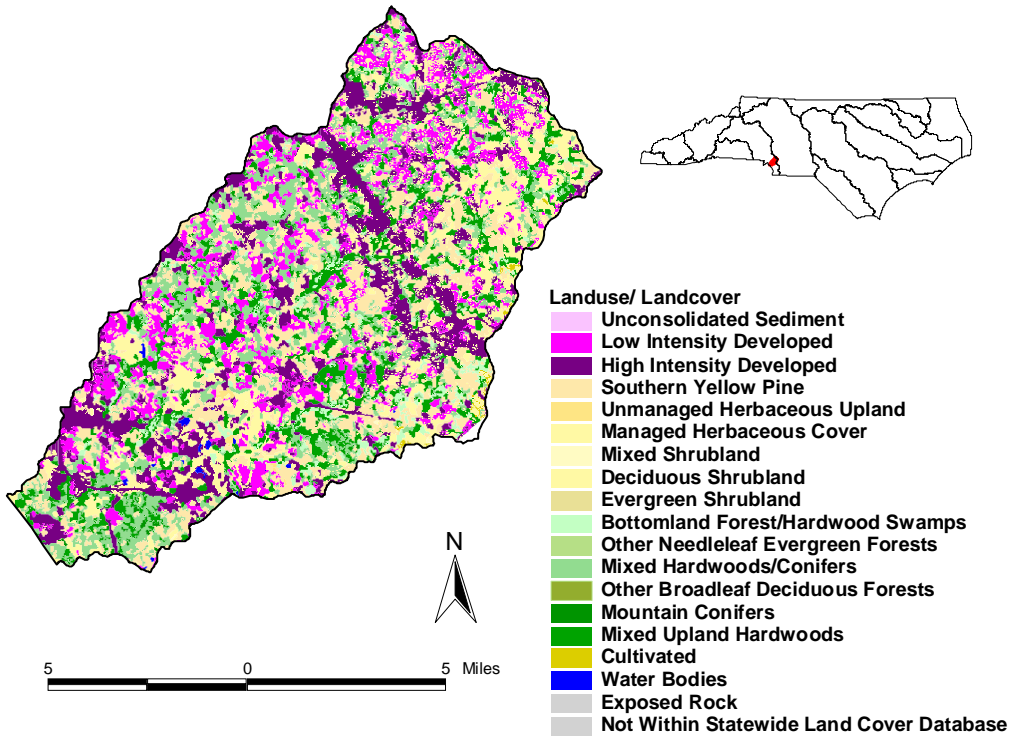 Landuse/ Landcover
Unconsolidated Sediment
Low Intensity Developed
High Intensity Developed
Southern Yellow Pine
Unmanaged Herbaceous Upland
Managed Herbaceous Cover
Mixed Shrubland
Deciduous Shrubland
Evergreen Shrubland
Bottomland Forest/Hardwood Swamps
Other Needleleaf Evergreen Forests
Mixed Hardwoods/Conifers
Other Broadleaf Deciduous Forests
Mountain Conifers
Mixed Upland Hardwoods
Cultivated
Water Bodies
Exposed Rock
Not Within Statewide Land Cover Database
N
5 0 5 Miles